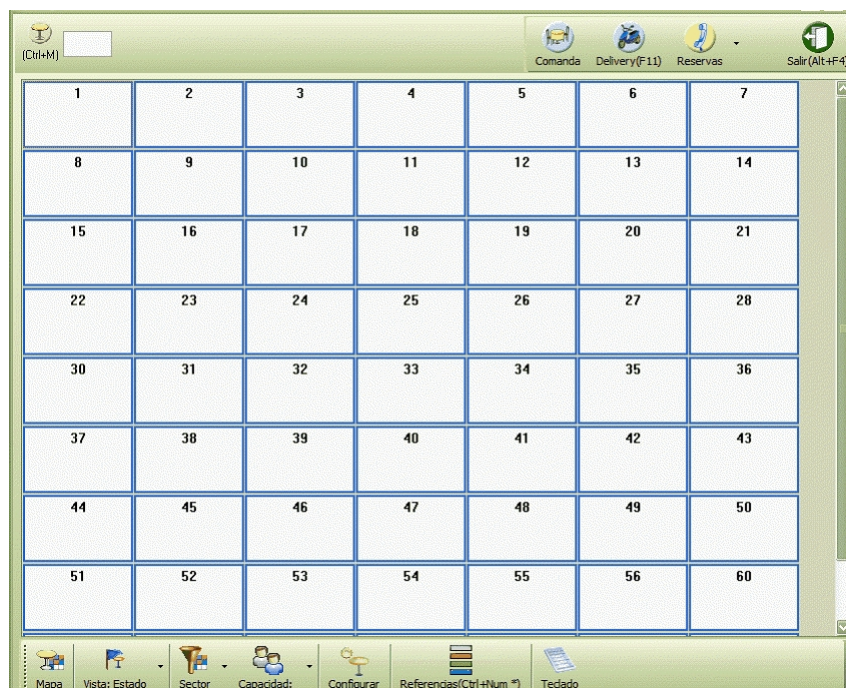 (Ctrl+M)
Comanda Delivery(F11) Reservas Salir(Alt+F4)
1 2 3 4 5 6 7
8 9 10 11 12 13 14
15 16 17 18 19 20 21
22 23 24 25 26 27 28
30 31 32 33 34 35 36
37 38 39 40 41 42 43
44 45 46 47 48 49 50
51 52 53 54 55 56 60
Mapa Vista: Estado Sector Capacidad: Configurar Referencias(Ctrl+Num *) Teclado